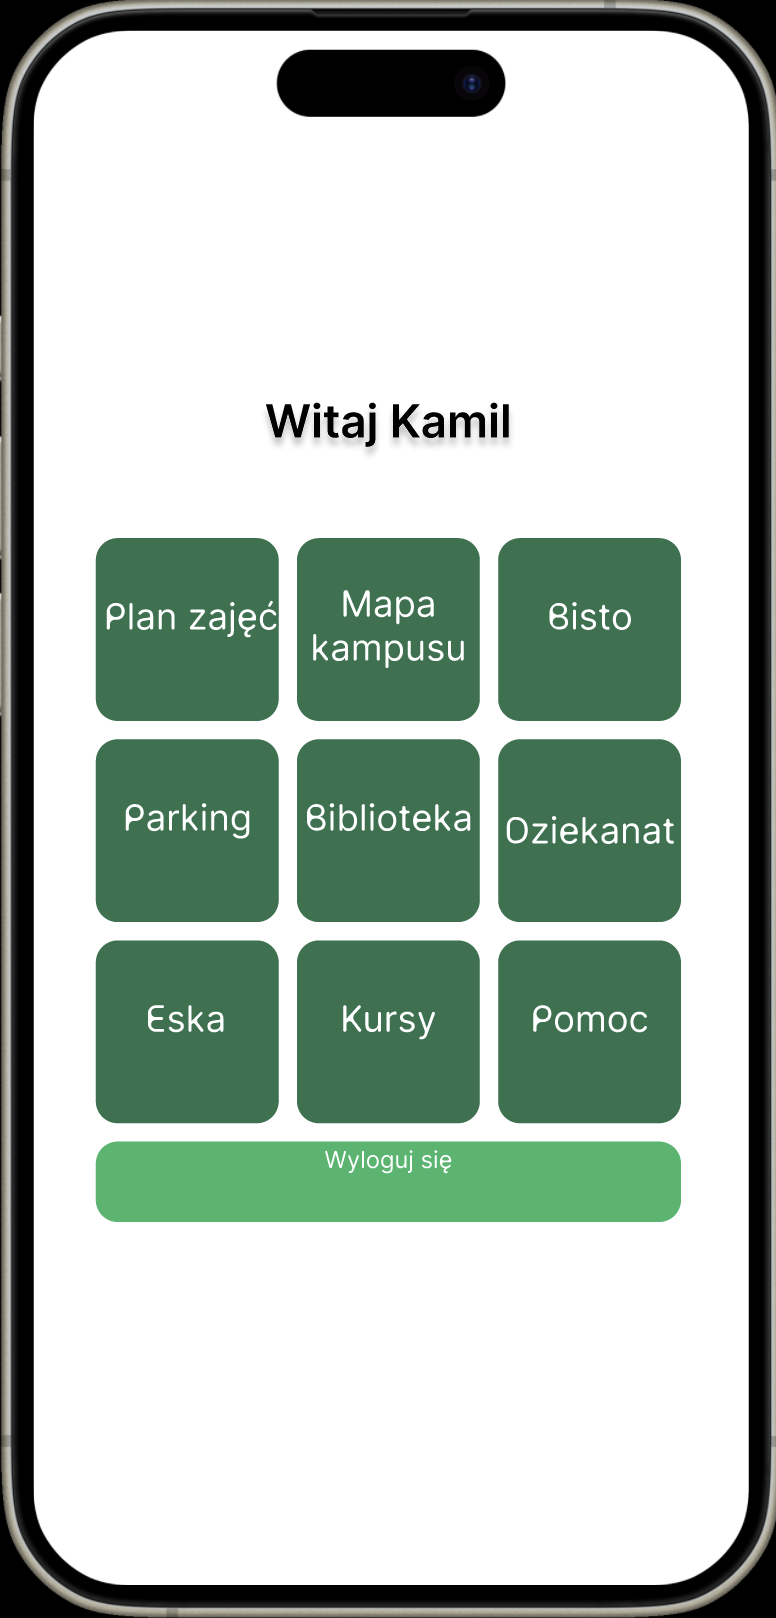 Witaj Kamil
Plan zajęć
Mapa
kampusu
Bisto
Parking
Biblioteka
Dziekanat
Eska
Kursy
Pomoc
Wyloguj się